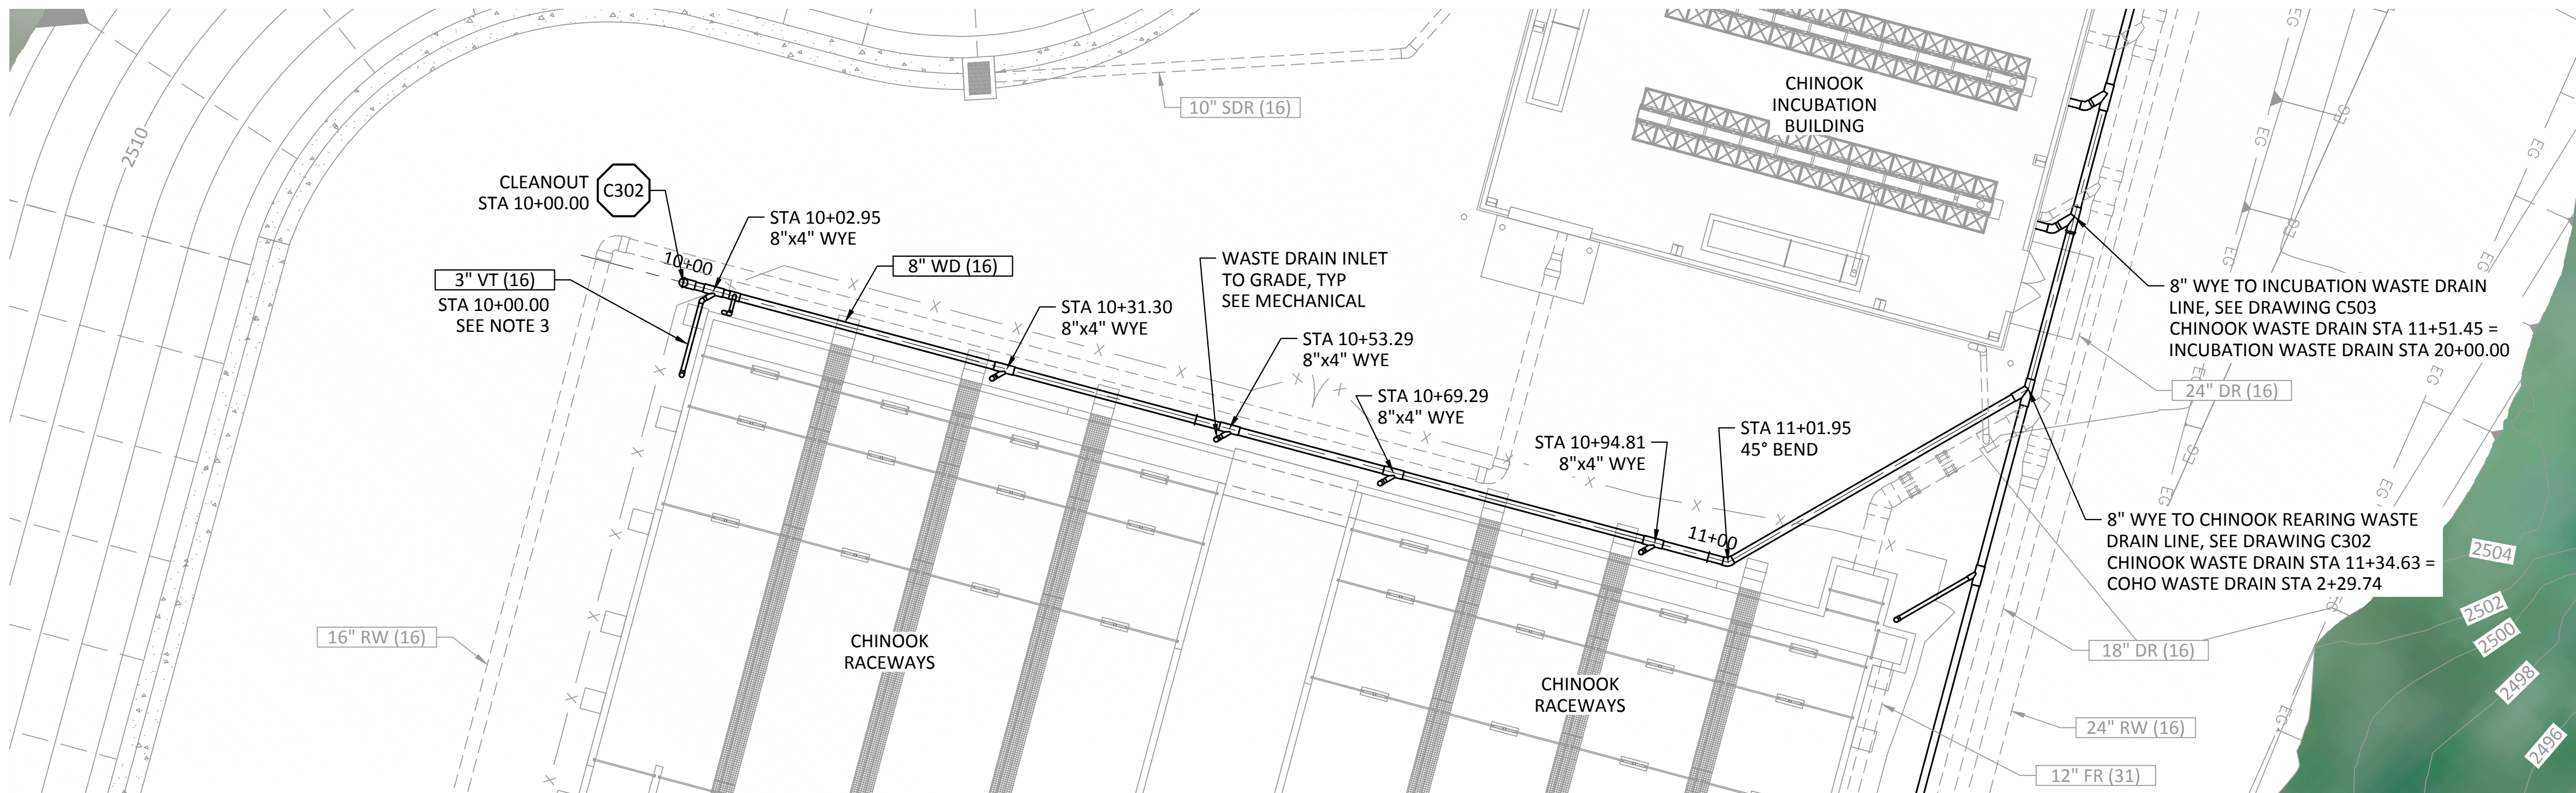 2510
10" SDR (16)
CHINOOK
INCUBATION
BUILDING
EG
EG
EG
EG
EG
CLEANOUT
STA 10+00.00
C302
STA 10+02.95
8"x4" WYE
10+00
3" VT (16)
STA 10+00.00
SEE NOTE 3
8" WD (16)
WASTE DRAIN INLET
TO GRADE, TYP
SEE MECHANICAL
STA 10+31.30
8"x4" WYE
STA 10+53.29
8"x4" WYE
STA 10+69.29
8"x4" WYE
STA 10+94.81
8"x4" WYE
11+00
STA 11+01.95
45° BEND
8" WYE TO INCUBATION WASTE DRAIN
LINE, SEE DRAWING C503
CHINOOK WASTE DRAIN STA 11+51.45 =
INCUBATION WASTE DRAIN STA 20+00.00
24" DR (16)
EG
EG
EG
EG
8" WYE TO CHINOOK REARING WASTE
DRAIN LINE, SEE DRAWING C302
CHINOOK WASTE DRAIN STA 11+34.63 =
COHO WASTE DRAIN STA 2+29.74
2504
2502
2500
2498
2496
16" RW (16)
CHINOOK
RACEWAYS
CHINOOK
RACEWAYS
18" DR (16)
24" RW (16)
12" FR (31)
EG